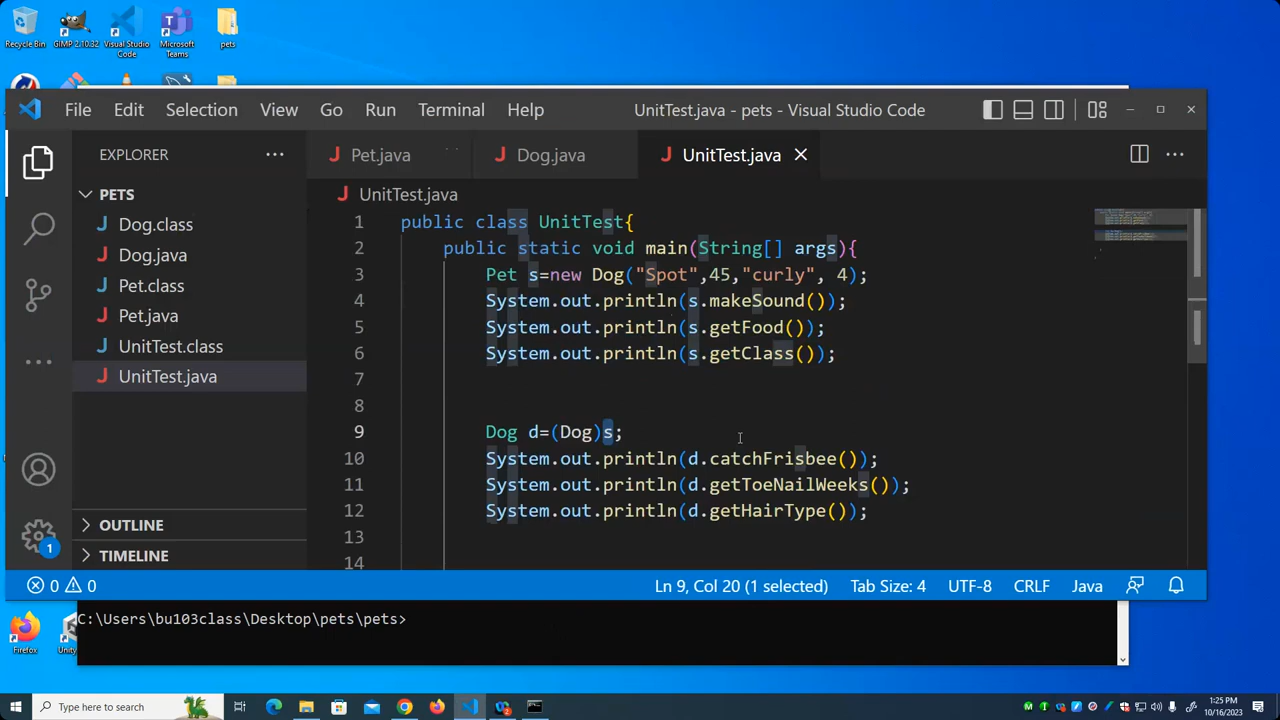 Recycle Bin
GIMP 2.10.32
Visual Studio Code
Microsoft Teams
pets
File Edit Selection View Go Run Terminal Help
UnitTest.java - pets - Visual Studio Code
EXPLORER
Pet.java
Dog.java
UnitTest.java
PETS
Dog.class
Dog.java
Pet.class
Pet.java
UnitTest.class
UnitTest.java
OUTLINE
TIMELINE
1
UnitTest.java
1 public class UnitTest{
2 public static void main(String[] args){
3 Pet s=new Dog("Spot",45,"curly", 4);
4 System.out.println(s.makeSound());
5 System.out.println(s.getFood());
6 System.out.println(s.getClass());
7
8
9 Dog d=(Dog)s;
10 System.out.println(d.catchFrisbee());
11 System.out.println(d.getToeNailWeeks());
12 System.out.println(d.getHairType());
13
14
0 0
Ln 9, Col 20 (1 selected) Tab Size: 4 UTF-8 CRLF Java
C:\Users\bu103class\Desktop\pets\pets>
Firefox
Type here to search
1:25 PM
10/16/2023